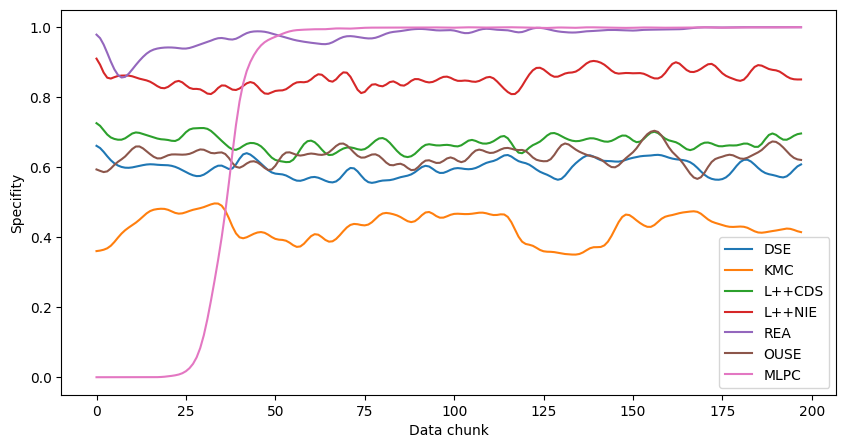 1.0
0.8
0.6
0.4
0.2
0.0
Specifity
0 25 50 75 100 125 150 175 200
Data chunk
DSE
KMC
L++CDS
L++NIE
REA
OUSE
MLPC